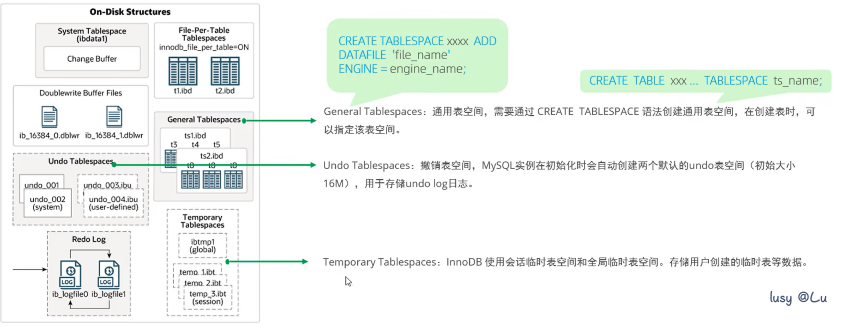 On-Disk Structures
System Tablespace
(ibdata1)
Change Buffer
File-Per-Table
Tablespaces
innodb_file_per_table=ON
t1.ibd t2.ibd
Doublewrite Buffer Files
ib_16384_0.dblwr ib_16384_1.dblwr
General Tablespaces
ts1.ibd
t3 t4 t5
ts2.ibd
Undo Tablespaces
undo_001
undo_002
(system)
undo_003.ibu
undo_004.ibu
(user-defined)
Temporary
Tablespaces
ibtmp1
(global)
temp_1.ibt
temp_2.ibt
temp_3.ibt
(session)
Redo Log
LOG LOG
ib_logfile0 ib_logfile1
CREATE TABLESPACE xxxx ADD
DATAFILE 'file_name'
ENGINE = engine_name;
CREATE TABLE xxx ... TABLESPACE ts_name;
General Tablespaces：通用表空间，需要通过 CREATE TABLESPACE 语法创建通用表空间，在创建表时，可
以指定该表空间。
Undo Tablespaces：撤销表空间，MySQL实例在初始化时会自动创建两个默认的undo表空间（初始大小
16M），用于存储undo log日志。
Temporary Tablespaces：InnoDB 使用会话临时表空间和全局临时表空间。存储用户创建的临时表等数据。
lusy @Lu